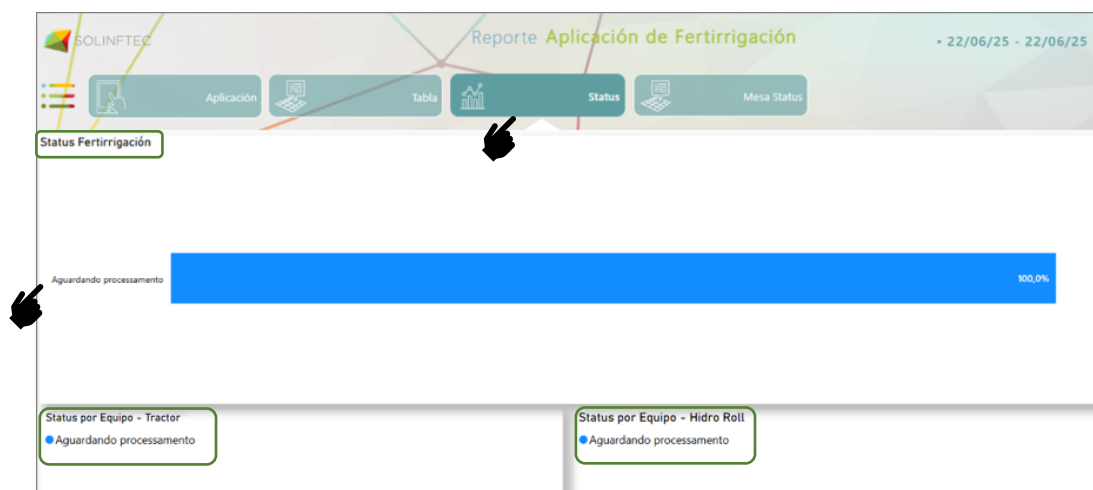 SOLINFTEC
Reporte Aplicación de Fertirrigación
• 22/06/25 - 22/06/25
Aplicación
Tabla
Status
Mesa Status
Status Fertirrigación
Aguardando processamento
100,0%
Status por Equipo - Tractor
Aguardando processamento
Status por Equipo - Hidro Roll
Aguardando processamento